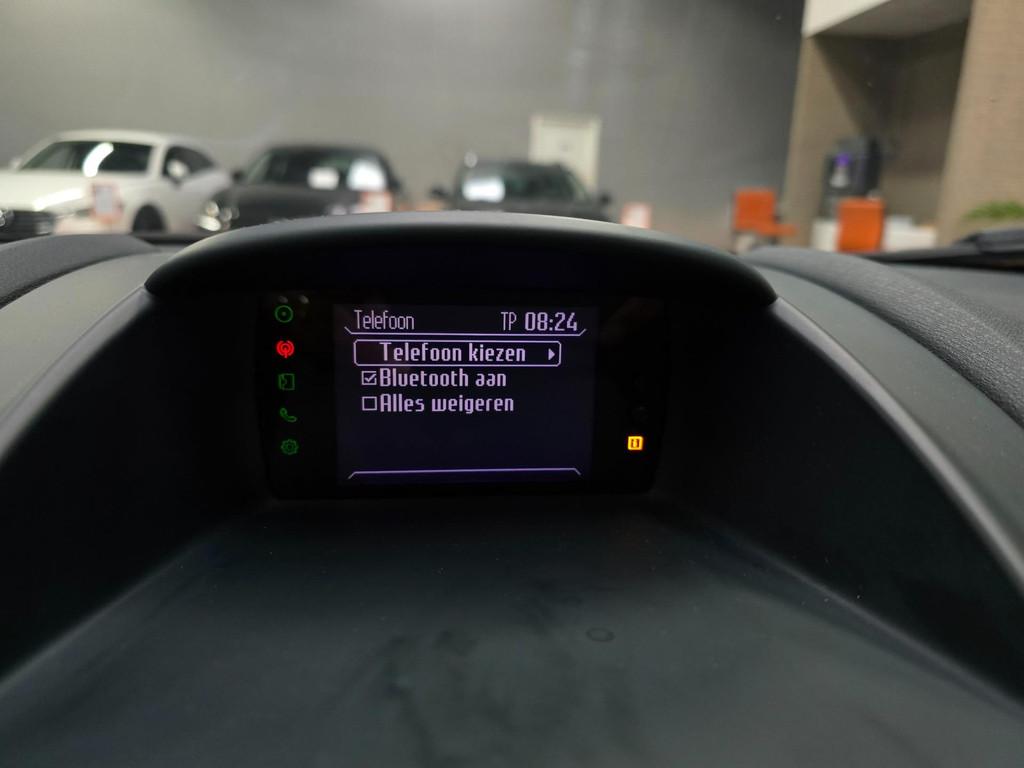 Telefoon TP 08:24
Telefoon kiezen
Bluetooth aan
Alles weigeren